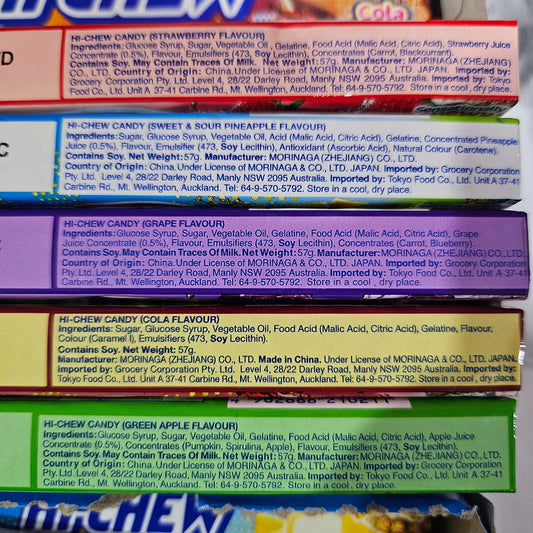 HI-CHEW
Cola
HI-CHEW CANDY (STRAWBERRY FLAVOUR)
Ingredients: Glucose Syrup, Sugar, Vegetable Oil, Gelatine, Food Acid (Malic Acid, Citric Acid), Strawberry Juice
Concentrate (0.5%), Flavour, Emulsifiers (473, Soy Lecithin), Concentrates (Carrot, Blackcurrant).
Contains Soy. May Contain Traces Of Milk. Net Weight: 57g. Manufacturer: MORINAGA(ZHEJIANG)
CO., LTD. Country of Origin: China. Under License of MORINAGA & CO., LTD. JAPAN. Imported by:
Grocery Corporation Pty. Ltd. Level 4, 28/22 Darley Road, Manly NSW 2095 Australia. Imported by: Tokyo
Food Co., Ltd. Unit A 37-41 Carbine Rd., Mt. Wellington, Auckland. Tel: 64-9-570-5792. Store in a cool, dry place.
C
HI-CHEW CANDY (SWEET & SOUR PINEAPPLE FLAVOUR)
Ingredients: Sugar, Glucose Syrup, Vegetable Oil, Acid (Malic Acid, Citric Acid), Gelatine, Concentrated Pineapple
Juice (0.5%), Flavour, Emulsifier (473, Soy Lecithin), Antioxidant (Ascorbic Acid), Natural Colour (Carotene).
Contains Soy. Net Weight: 57g. Manufacturer: MORINAGA (ZHEJIANG) CO., LTD.
Country of Origin: China. Under License of MORINAGA & CO., LTD. JAPAN. Imported by: Grocery Corporation
Pty. Ltd. Level 4, 28/22 Darley Road, Manly NSW 2095 Australia. Imported by: Tokyo Food Co., Ltd. Unit A 37-41
Carbine Rd., Mt. Wellington, Auckland. Tel: 64-9-570-5792. Store in a cool, dry place.
HI-CHEW CANDY (GRAPE FLAVOUR)
Ingredients: Glucose Syrup, Sugar, Vegetable Oil, Gelatine, Food Acid (Malic Acid, Citric Acid), Grape
Juice Concentrate (0.5%), Flavour, Emulsifiers (473, Soy Lecithin), Concentrates (Carrot, Blueberry).
Contains Soy. May Contain Traces Of Milk. Net Weight: 57g. Manufacturer: MORINAGA (ZHEJIANG) CO., LTD.
Country of Origin: China. Under License of MORINAGA & CO., LTD. JAPAN. Imported by: Grocery Corporation
Pty. Ltd. Level 4, 28/22 Darley Road, Manly NSW 2095 Australia. Imported by: Tokyo Food Co., Ltd. Unit A 37-41
Carbine Rd., Mt. Wellington, Auckland. Tel: 64-9-570-5792. Store in a cool, dry place.
HI-CHEW CANDY (COLA FLAVOUR)
Ingredients: Sugar, Glucose Syrup, Vegetable Oil, Food Acid (Malic Acid, Citric Acid), Gelatine, Flavour,
Colour (Caramel I), Emulsifiers (473, Soy Lecithin).
Contains Soy. Net Weight: 57g.
Manufacturer: MORINAGA (ZHEJIANG) CO., LTD. Made in China. Under License of MORINAGA & CO., LTD. JAPAN.
Imported by: Grocery Corporation Pty. Ltd. Level 4, 28/22 Darley Road, Manly NSW 2095 Australia. Imported by:
Tokyo Food Co., Ltd. Unit A 37-41 Carbine Rd., Mt. Wellington, Auckland. Tel: 64-9-570-5792. Store in a cool, dry place.
HI-CHEW CANDY (GREEN APPLE FLAVOUR)
Ingredients: Glucose Syrup, Sugar, Vegetable Oil, Gelatine, Food Acid (Malic Acid, Citric Acid), Apple Juice
Concentrate (0.5%), Concentrates (Pumpkin, Spirulina, Apple), Flavour, Emulsifiers (473, Soy Lecithin).
Contains Soy. May Contain Traces Of Milk. Net Weight: 57g. Manufacturer: MORINAGA (ZHEJIANG) CO., LTD.
Country of Origin: China. Under License of MORINAGA & CO., LTD. JAPAN. Imported by: Grocery Corporation
Pty. Ltd. Level 4, 28/22 Darley Road, Manly NSW 2095 Australia. Imported by: Tokyo Food Co., Ltd. Unit A 37-41
Carbine Rd., Mt. Wellington, Auckland. Tel: 64-9-570-5792. Store in a cool, dry place.
HI-CHEW